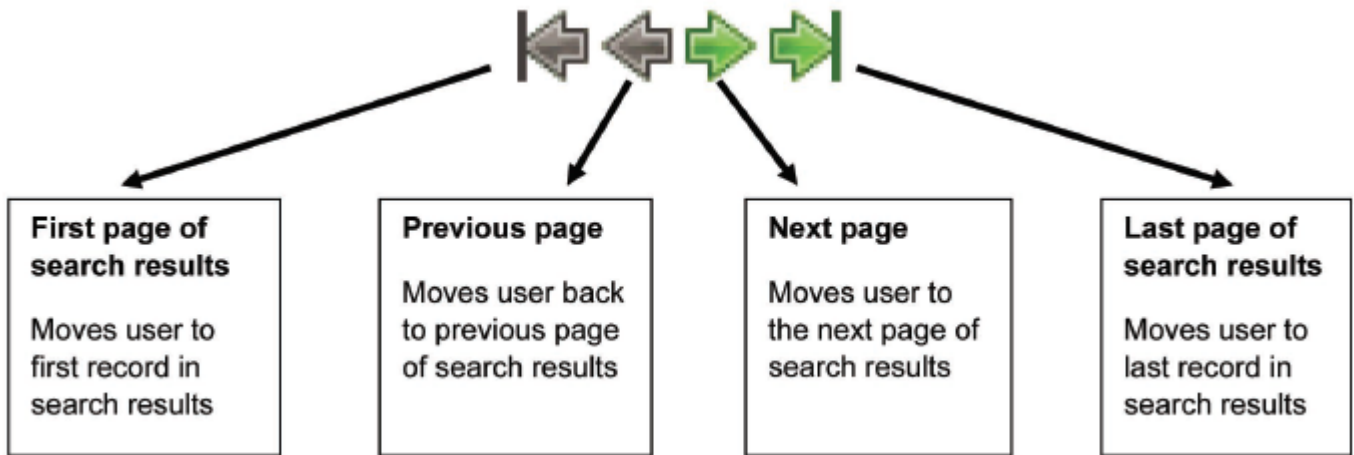 First page of
search results
Moves user to
first record in
search results
Previous page
Moves user back
to previous page
of search results
Next page
Moves user to
the next page of
search results
Last page of
search results
Moves user to
last record in
search results